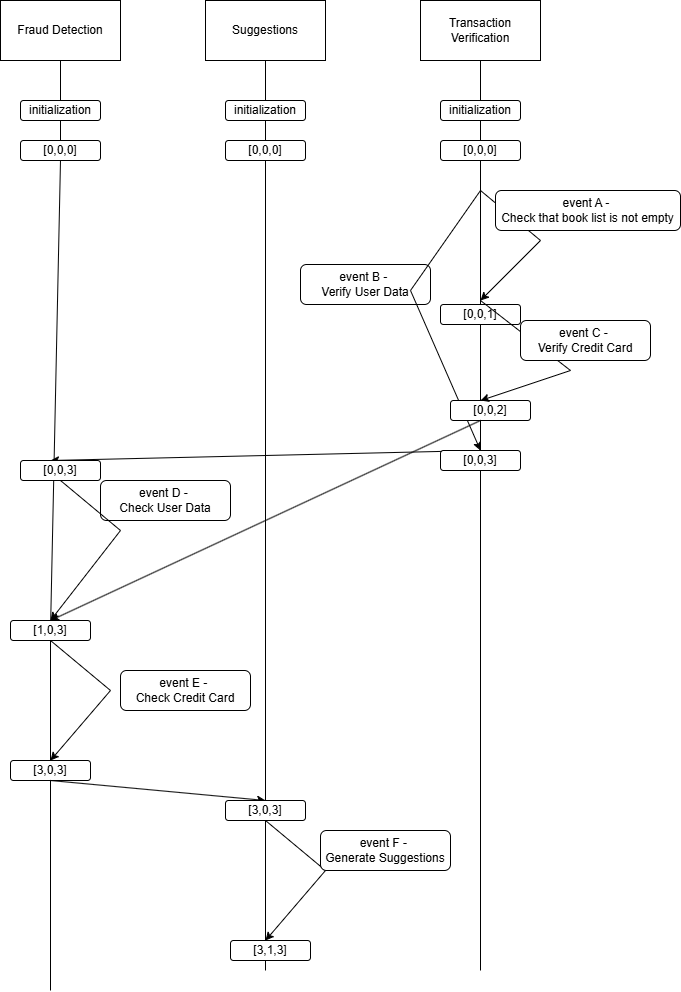 Fraud Detection
Suggestions
Transaction
Verification
initialization
initialization
initialization
[0,0,0]
[0,0,0]
[0,0,0]
event A -
Check that book list is not empty
event B -
Verify User Data
[0,0,1]
event C -
Verify Credit Card
[0,0,2]
[0,0,3]
[0,0,3]
event D -
Check User Data
[1,0,3]
event E -
Check Credit Card
[3,0,3]
[3,0,3]
event F -
Generate Suggestions
[3,1,3]